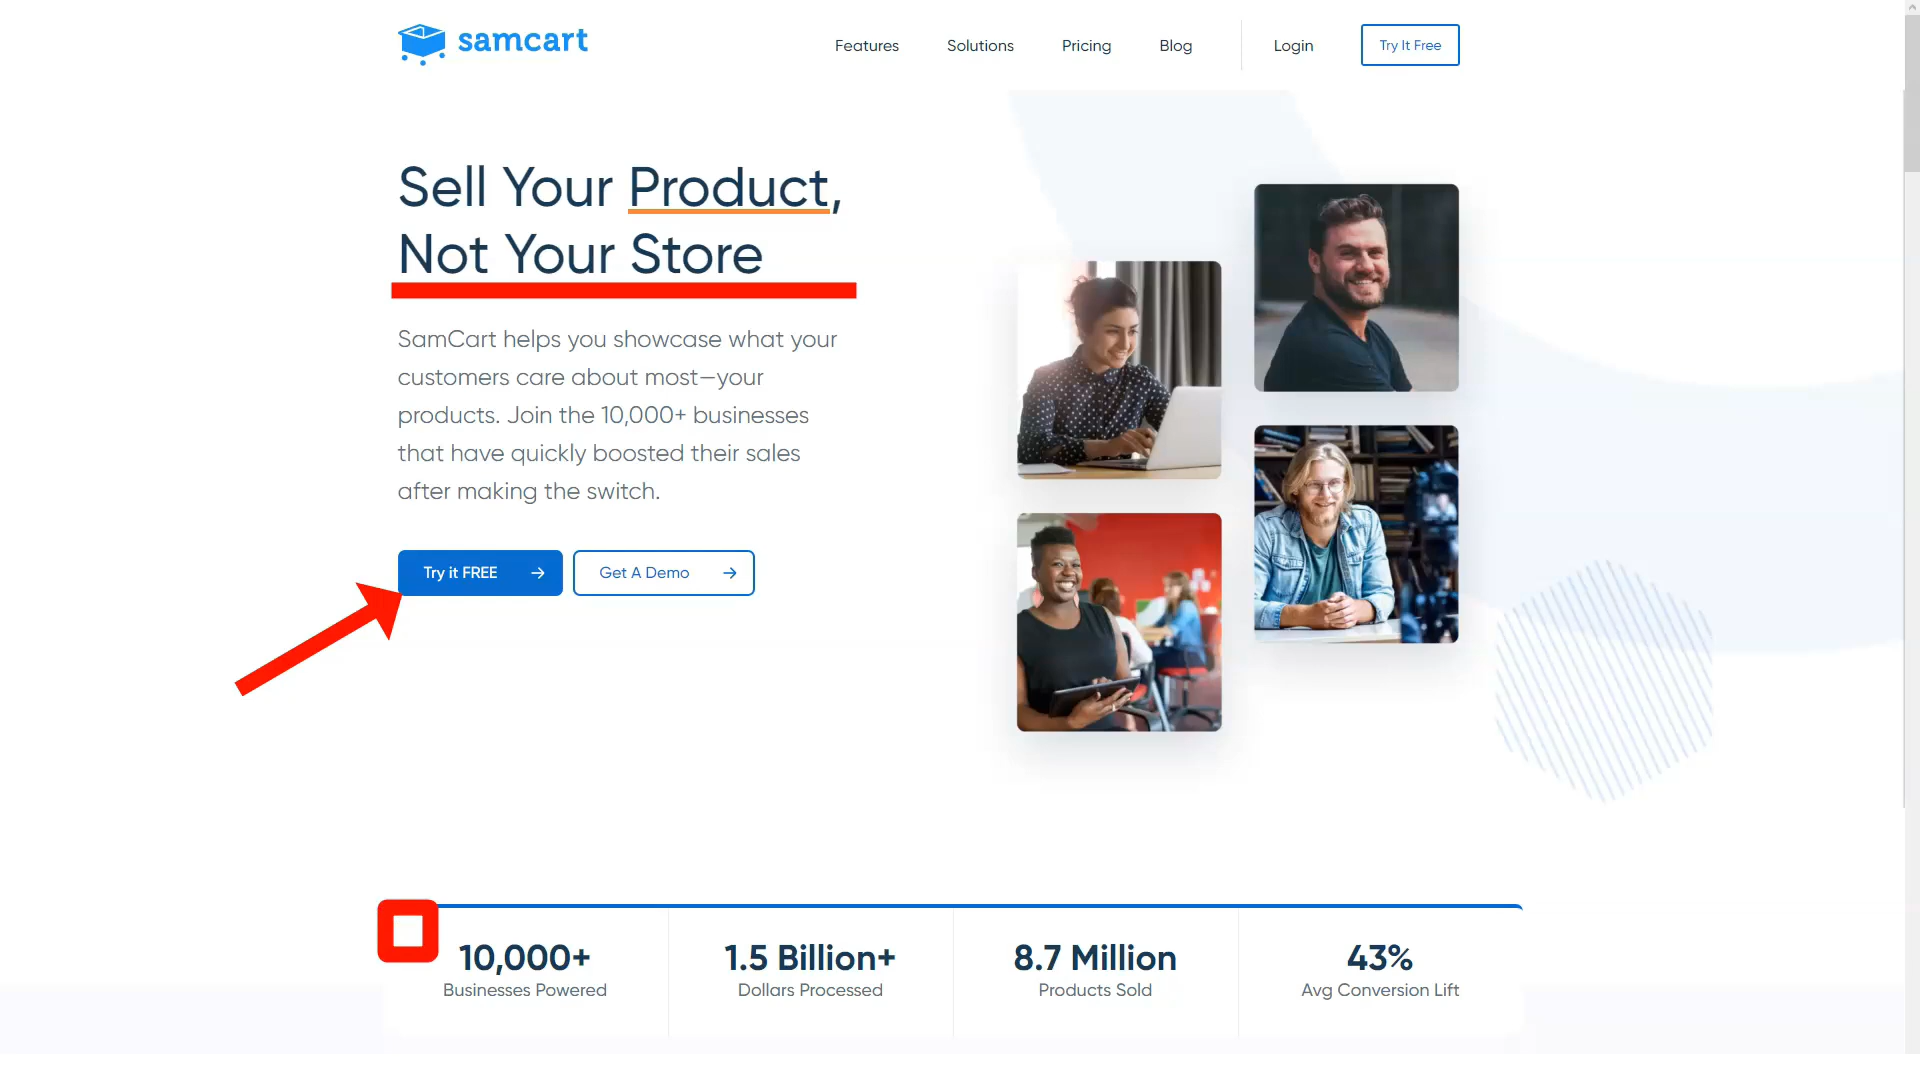 samcart
Features
Solutions
Pricing
Blog
Login
Try It Free
Sell Your Product,
Not Your Store
SamCart helps you showcase what your
customers care about most—your
products. Join the 10,000+ businesses
that have quickly boosted their sales
after making the switch.
Try it FREE
Get A Demo
10,000+
Businesses Powered
1.5 Billion+
Dollars Processed
8.7 Million
Products Sold
43%
Avg Conversion Lift